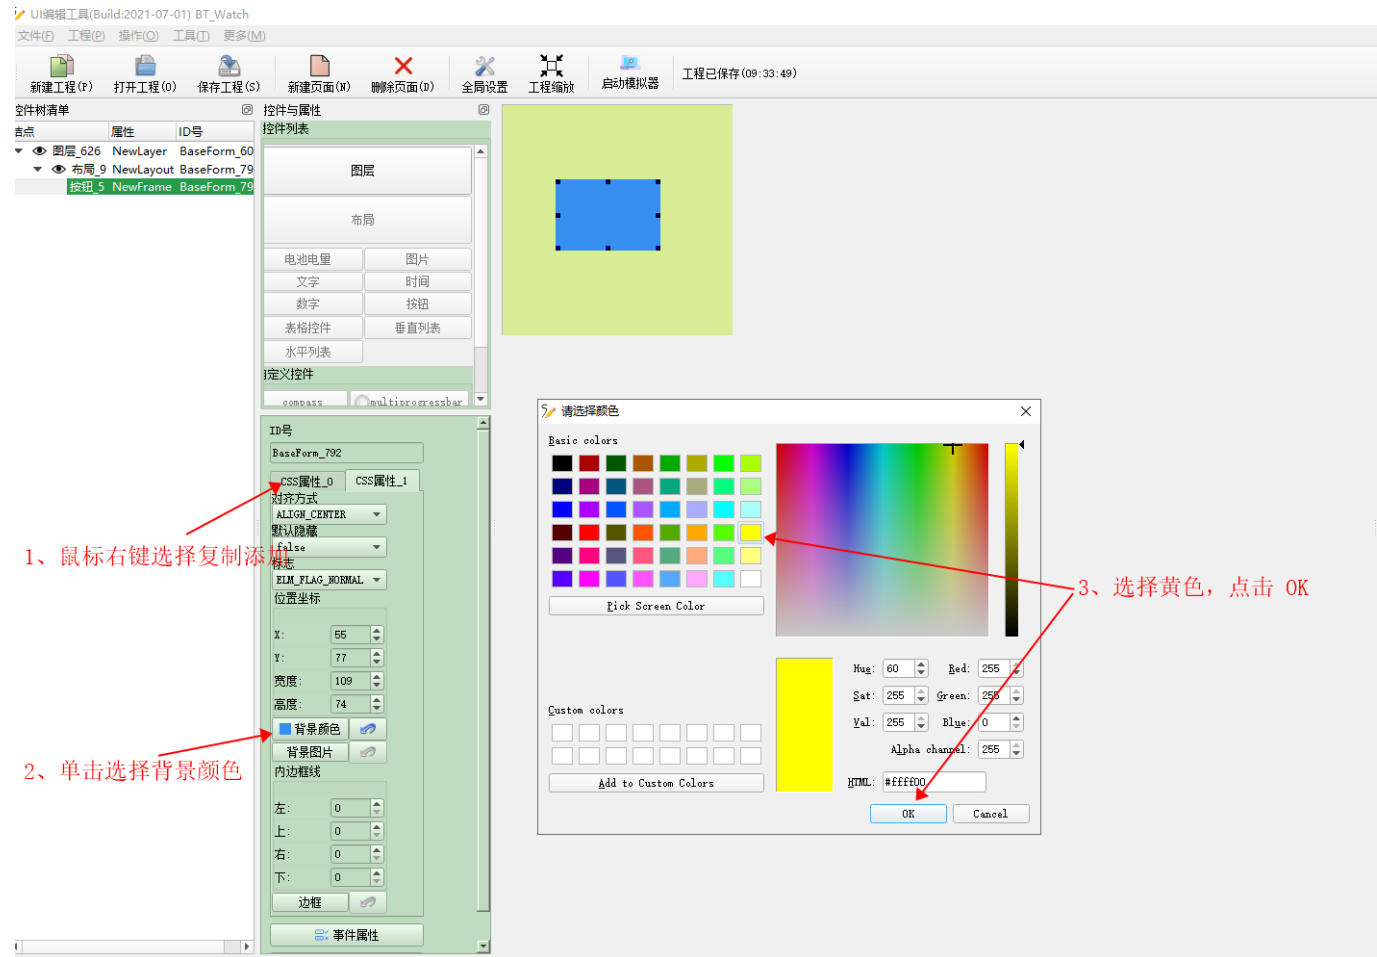 UI编辑工具(Build:2021-07-01) BT_Watch
文件(F) 工程(P) 操作(O) 工具(T) 更多(M)
新建工程(P) 打开工程(O) 保存工程(S) 新建页面(N) 删除页面(D) 全局设置 工程缩放 启动模拟器 工程已保存(09:33:49)
控件树清单
结点 属性 ID号
图层_626 NewLayer BaseForm_60
布局_9 NewLayout BaseForm_79
按钮_5 NewFrame BaseForm_79
控件与属性
控件列表
图层
布局
电池电量 图片
文字 时间
数字 按钮
表格控件 垂直列表
水平列表
自定义控件
compass multiprogressbar
ID号
BaseForm_792
CSS属性_0 CSS属性_1
对齐方式
ALIGN_CENTER
默认隐藏
false
标志
ELM_FLAG_NORMAL
位置坐标
X: 55
Y: 77
宽度: 109
高度: 74
背景颜色
背景图片
内边框线
左: 0
上: 0
右: 0
下: 0
边框
事件属性
1、鼠标右键选择复制添加
2、单击选择背景颜色
请选择颜色
Basic colors
Pick Screen Color
Custom colors
Add to Custom Colors
Hue: 60 Red: 255
Sat: 255 Green: 255
Val: 255 Blue: 0
Alpha channel: 255
HTML: #ffff00
OK Cancel
3、选择黄色，点击 OK